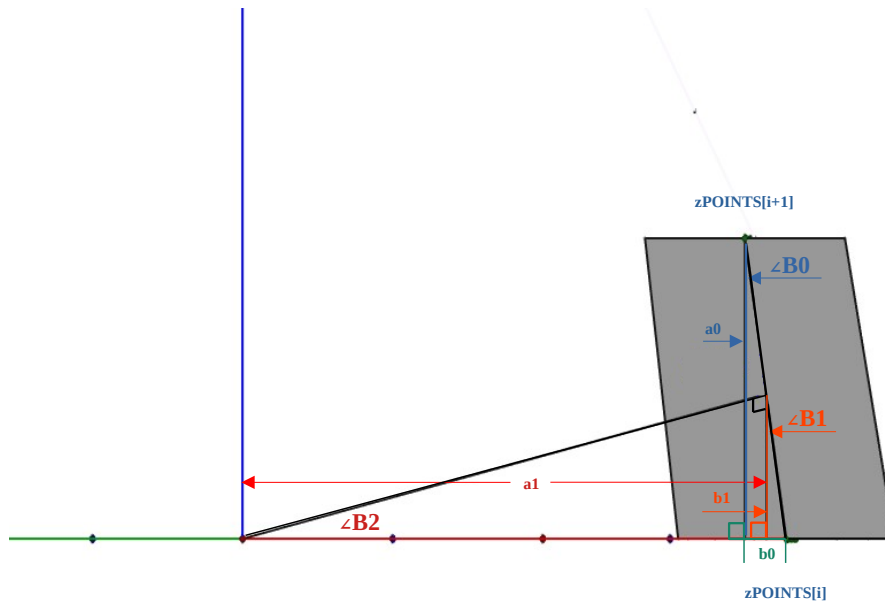 zPOINTS[i+1]
∠B0
a0
∠B1
a1
b1
∠B2
b0
zPOINTS[i]